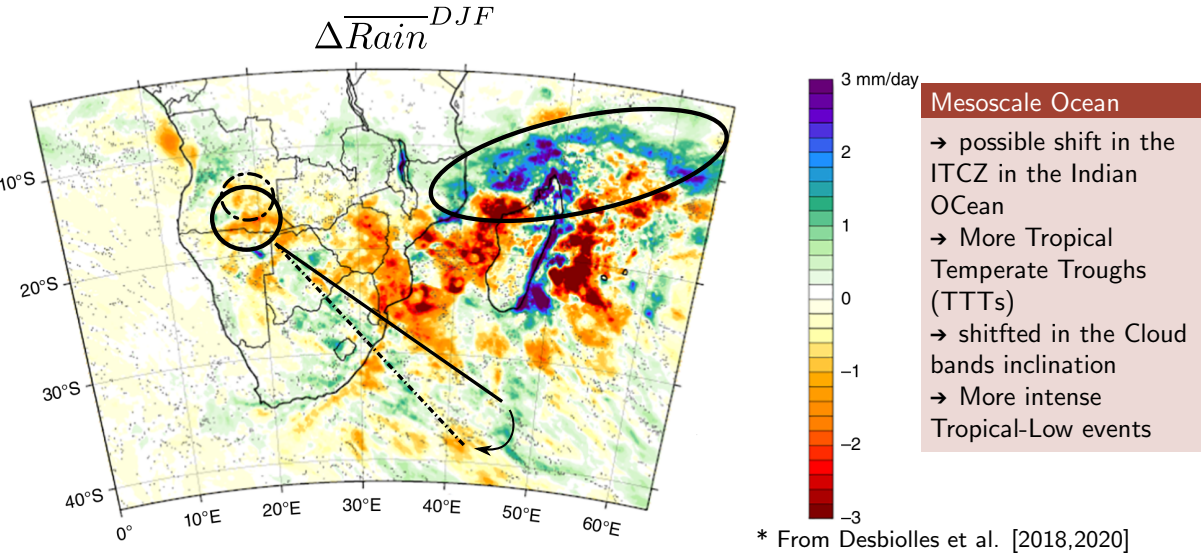 Δ\overline{Rain}^{DJF}
10°S
20°S
30°S
40°S
0°
10°E
20°E
30°E
40°E
50°E
60°E
3 mm/day
2
1
0
−1
−2
−3
Mesoscale Ocean
➔ possible shift in the
ITCZ in the Indian
OCean
➔ More Tropical
Temperate Troughs
(TTTs)
➔ shitfted in the Cloud
bands inclination
➔ More intense
Tropical-Low events
* From Desbiolles et al. [2018,2020]